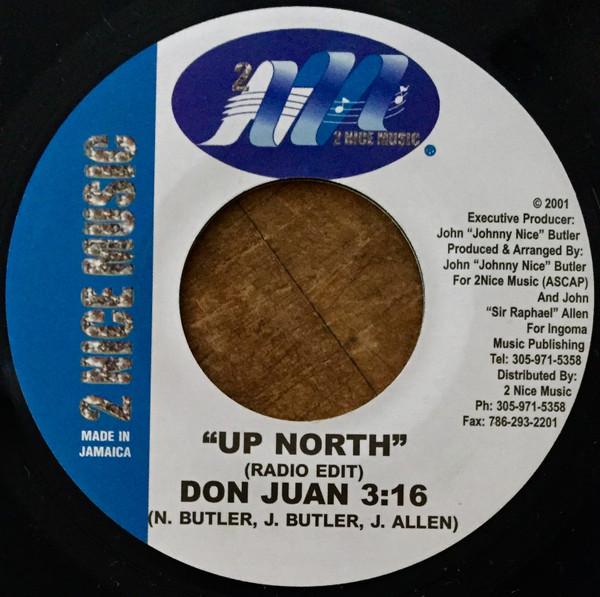 2
2 NICE MUSIC
®
2 NICE MUSIC
MADE IN
JAMAICA
© 2001
Executive Producer:
John “Johnny Nice” Butler
Produced & Arranged By:
John “Johnny Nice” Butler
For 2Nice Music (ASCAP)
And John
“Sir Raphael” Allen
For Ingoma
Music Publishing
Tel: 305-971-5358
Distributed By:
2 Nice Music
Ph: 305-971-5358
Fax: 786-293-2201
“UP NORTH”
(RADIO EDIT)
DON JUAN 3:16
(N. BUTLER, J. BUTLER, J. ALLEN)